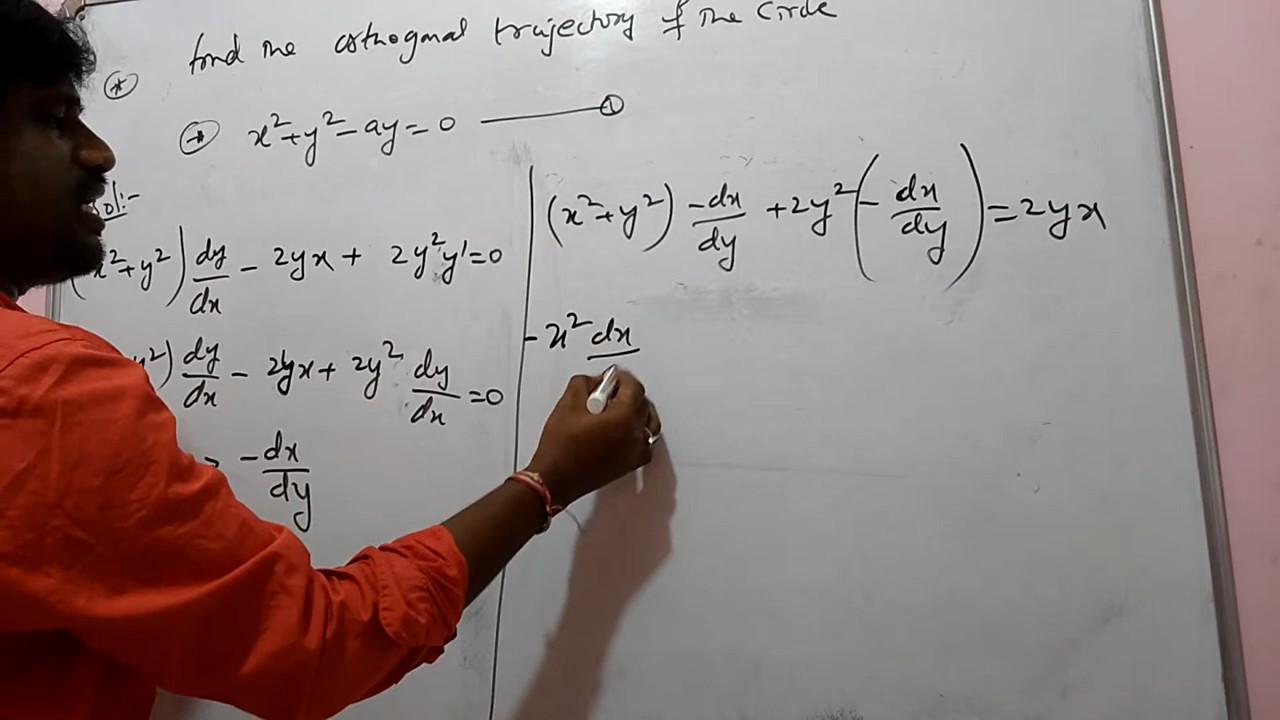 find the orthogonal trajectory of the Circle
* x²+y²-ay=0 ——— ①
Sol:-
(x²+y²) dy/dx - 2yx + 2y²y'=0
y²) dy/dx - 2yx + 2y² dy/dx =0
- dx/dy
(x²+y²) -dx/dy + 2y² (- dx/dy) = 2yx
- x² dx